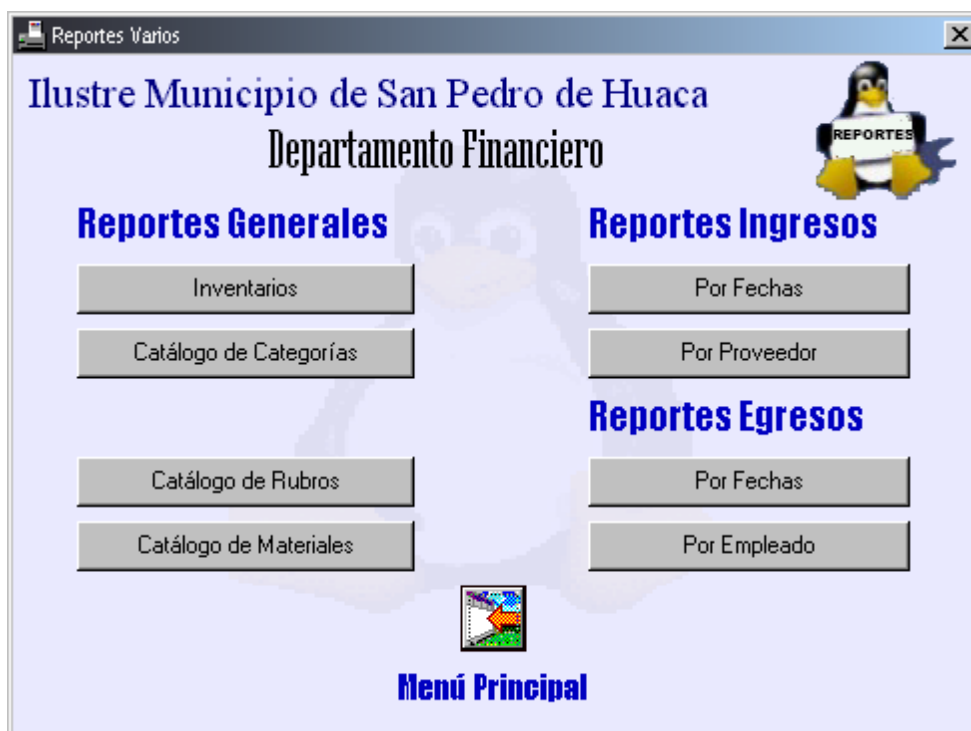 Reportes Varios
Ilustre Municipio de San Pedro de Huaca
Departamento Financiero
REPORTES
Reportes Generales
Inventarios
Catálogo de Categorías
Catálogo de Rubros
Catálogo de Materiales
Reportes Ingresos
Por Fechas
Por Proveedor
Reportes Egresos
Por Fechas
Por Empleado
Menú Principal